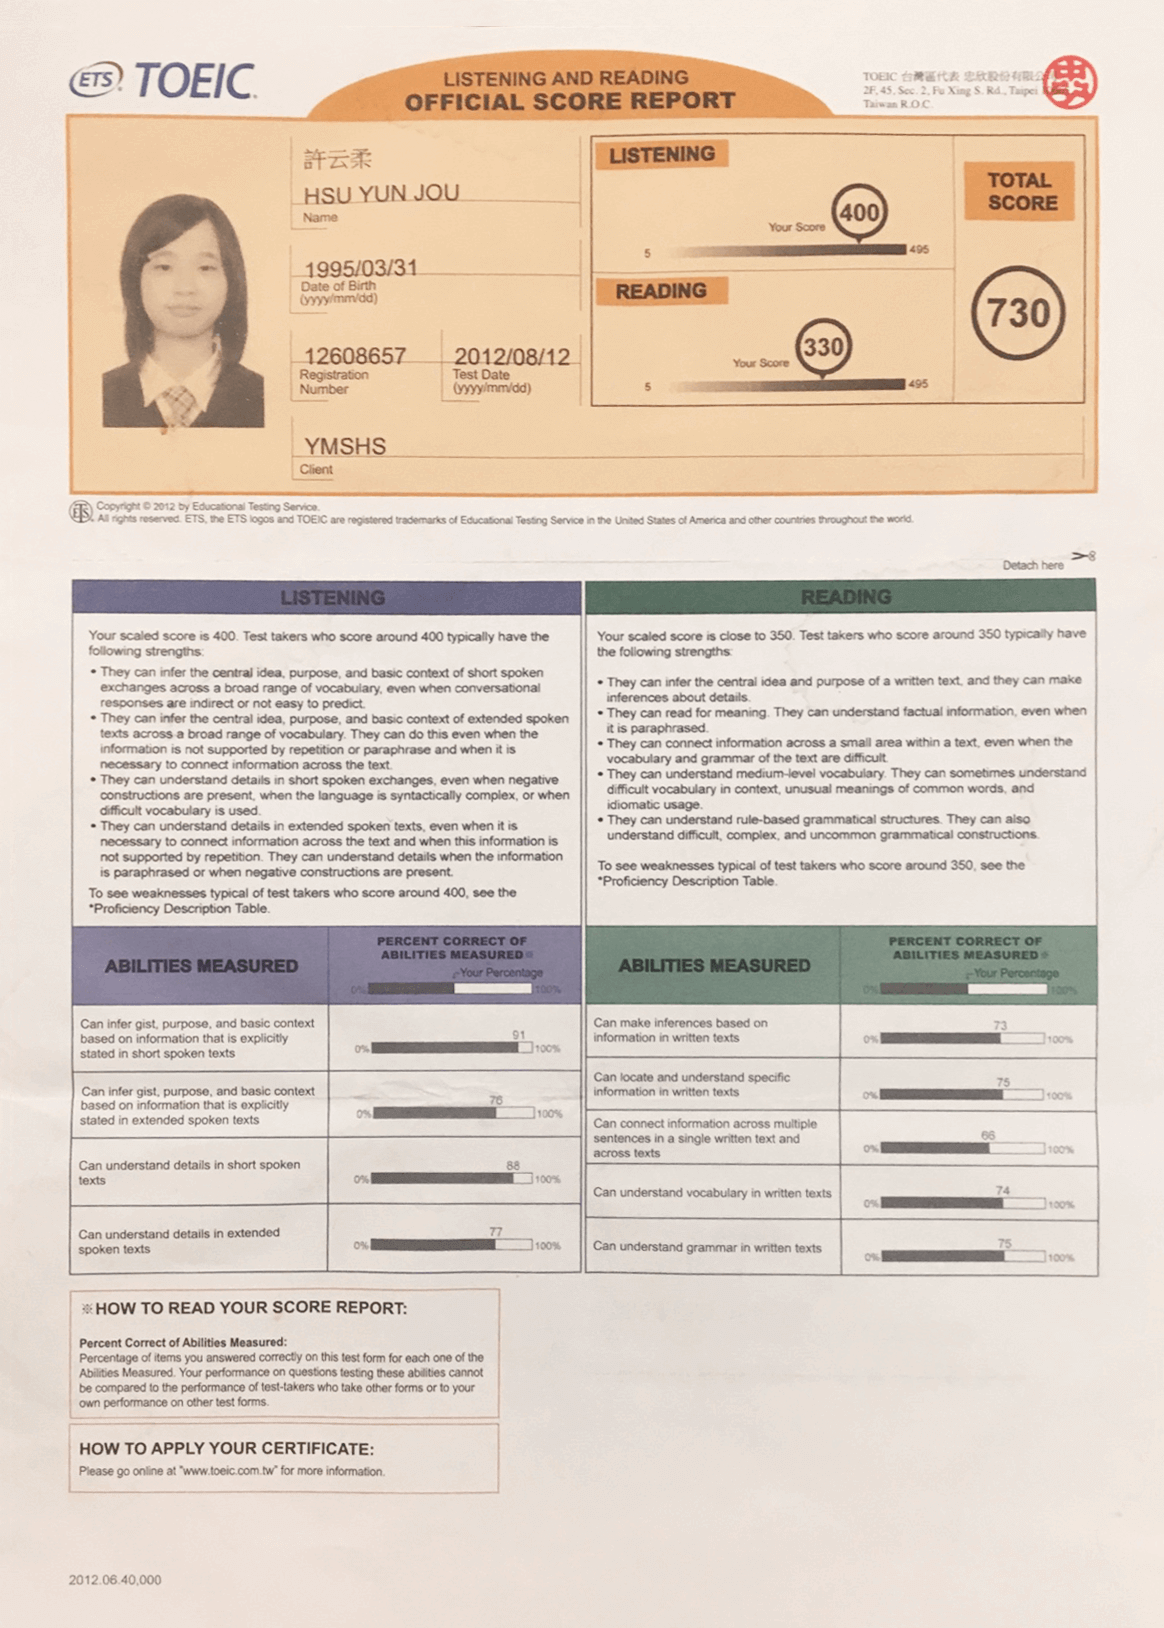 ETS TOEIC
LISTENING AND READING
OFFICIAL SCORE REPORT
TOEIC 台灣區代表 忠欣股份有限公
2F, 45, Sec. 2, Fu Xing S. Rd., Taipei
Taiwan R.O.C.
許云柔
HSU YUN JOU
Name
1995/03/31
Date of Birth
(yyyy/mm/dd)
12608657
Registration
Number
2012/08/12
Test Date
(yyyy/mm/dd)
YMSHS
Client
LISTENING
Your Score
400
5
495
READING
Your Score
330
5
495
TOTAL
SCORE
730
ETS Copyright © 2012 by Educational Testing Service.
All rights reserved. ETS, the ETS logos and TOEIC are registered trademarks of Educational Testing Service in the United States of America and other countries throughout the world.
Detach here
LISTENING
Your scaled score is 400. Test takers who score around 400 typically have the
following strengths:
• They can infer the central idea, purpose, and basic context of short spoken
exchanges across a broad range of vocabulary, even when conversational
responses are indirect or not easy to predict.
• They can infer the central idea, purpose, and basic context of extended spoken
texts across a broad range of vocabulary. They can do this even when the
information is not supported by repetition or paraphrase and when it is
necessary to connect information across the text.
• They can understand details in short spoken exchanges, even when negative
constructions are present, when the language is syntactically complex, or when
difficult vocabulary is used.
• They can understand details in extended spoken texts, even when it is
necessary to connect information across the text and when this information is
not supported by repetition. They can understand details when the information
is paraphrased or when negative constructions are present.
To see weaknesses typical of test takers who score around 400, see the
*Proficiency Description Table.
READING
Your scaled score is close to 350. Test takers who score around 350 typically have
the following strengths:
• They can infer the central idea and purpose of a written text, and they can make
inferences about details.
• They can read for meaning. They can understand factual information, even when
it is paraphrased.
• They can connect information across a small area within a text, even when the
vocabulary and grammar of the text are difficult.
• They can understand medium-level vocabulary. They can sometimes understand
difficult vocabulary in context, unusual meanings of common words, and
idiomatic usage.
• They can understand rule-based grammatical structures. They can also
understand difficult, complex, and uncommon grammatical constructions.
To see weaknesses typical of test takers who score around 350, see the
*Proficiency Description Table.
ABILITIES MEASURED
PERCENT CORRECT OF
ABILITIES MEASURED※
Your Percentage
0% 100%
Can infer gist, purpose, and basic context
based on information that is explicitly
stated in short spoken texts
91
0% 100%
Can infer gist, purpose, and basic context
based on information that is explicitly
stated in extended spoken texts
76
0% 100%
Can understand details in short spoken
texts
88
0% 100%
Can understand details in extended
spoken texts
77
0% 100%
ABILITIES MEASURED
PERCENT CORRECT OF
ABILITIES MEASURED※
Your Percentage
0% 100%
Can make inferences based on
information in written texts
73
0% 100%
Can locate and understand specific
information in written texts
75
0% 100%
Can connect information across multiple
sentences in a single written text and
across texts
66
0% 100%
Can understand vocabulary in written texts
74
0% 100%
Can understand grammar in written texts
75
0% 100%
※HOW TO READ YOUR SCORE REPORT:
Percent Correct of Abilities Measured:
Percentage of items you answered correctly on this test form for each one of the
Abilities Measured. Your performance on questions testing these abilities cannot
be compared to the performance of test-takers who take other forms or to your
own performance on other test forms.
HOW TO APPLY YOUR CERTIFICATE:
Please go online at "www.toeic.com.tw" for more information.
2012.06.40,000